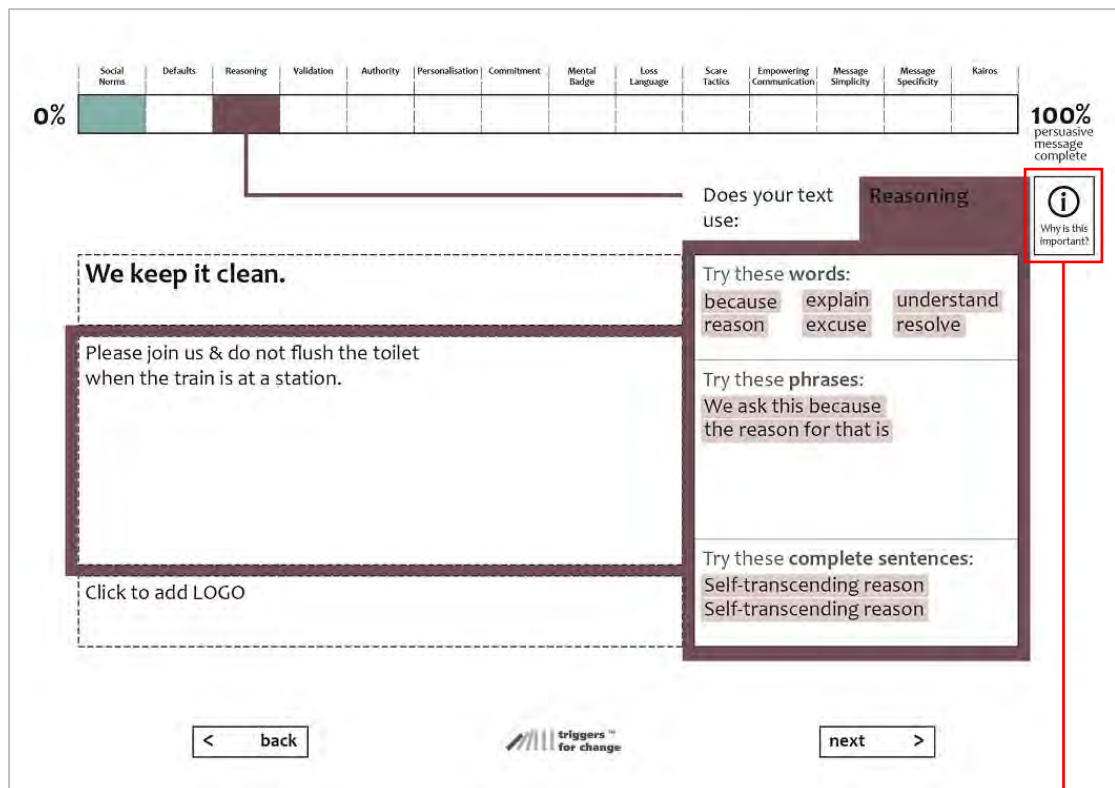 Social
Norms
Defaults
Reasoning
Validation
Authority
Personalisation
Commitment
Mental
Badge
Loss
Language
Scare
Tactics
Empowering
Communication
Message
Simplicity
Message
Specificity
Kairos
0%
100%
persuasive
message
complete
Does your text
use:
Reasoning
i
Why is this
important?
We keep it clean.
Please join us & do not flush the toilet
when the train is at a station.
Click to add LOGO
Try these words:
because explain understand
reason excuse resolve
Try these phrases:
We ask this because
the reason for that is
Try these complete sentences:
Self-transcending reason
Self-transcending reason
< back
triggers ™
for change
next >